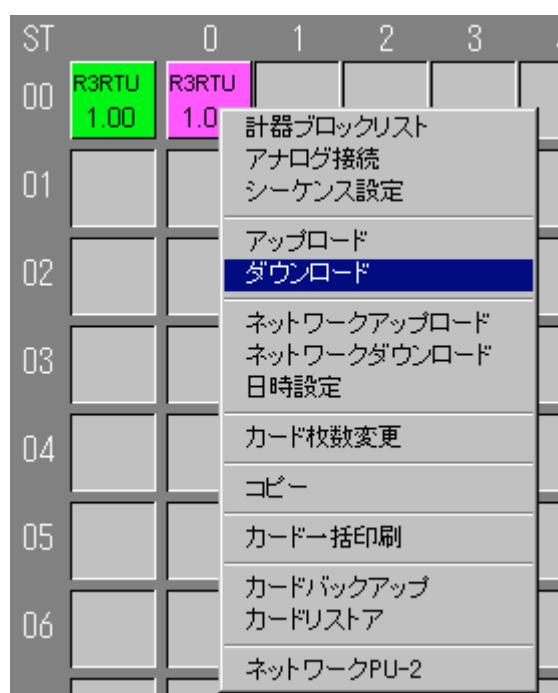 ST 0 1 2 3
00 R3RTU 1.00 R3RTU 1.0
計器ブロックリスト
アナログ接続
01 シーケンス設定
アップロード
02 ダウンロード
ネットワークアップロード
03 ネットワークダウンロード
日時設定
04 カード枚数変更
コピー
05 カード一括印刷
カードバックアップ
06 カードリストア
ネットワークPU-2